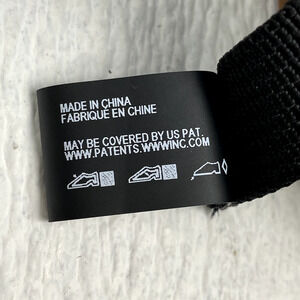 MADE IN CHINA
FABRIQUÉ EN CHINE
MAY BE COVERED BY US PAT.
WWW.PATENTS.WWWINC.COM